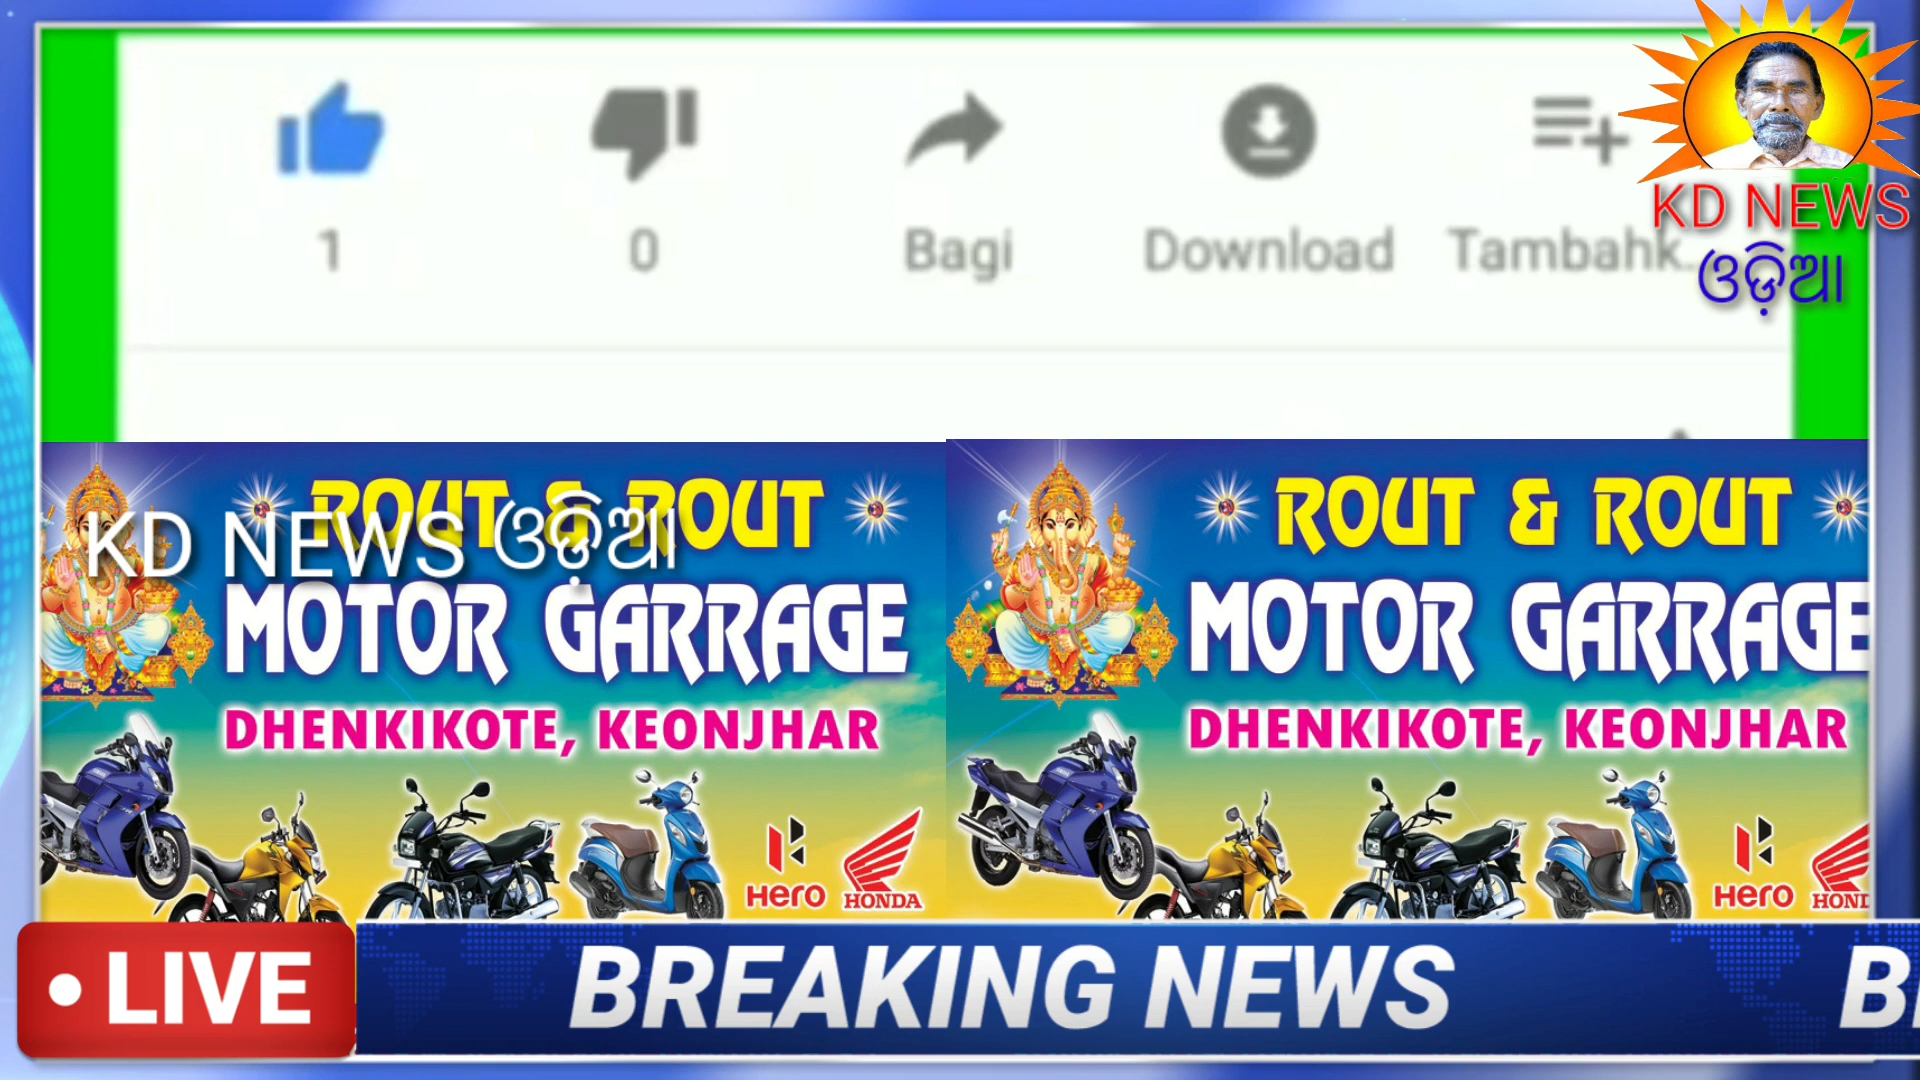 1
0
Bagi
Download
Tambahk...
KD NEWS
ଓଡ଼ିଆ
ROUT & ROUT
KD NEWS ଓଡ଼ିଆ
MOTOR GARRAGE
DHENKIKOTE, KEONJHAR
Hero
HONDA
ROUT & ROUT
MOTOR GARRAGE
DHENKIKOTE, KEONJHAR
Hero
HOND
LIVE
BREAKING NEWS